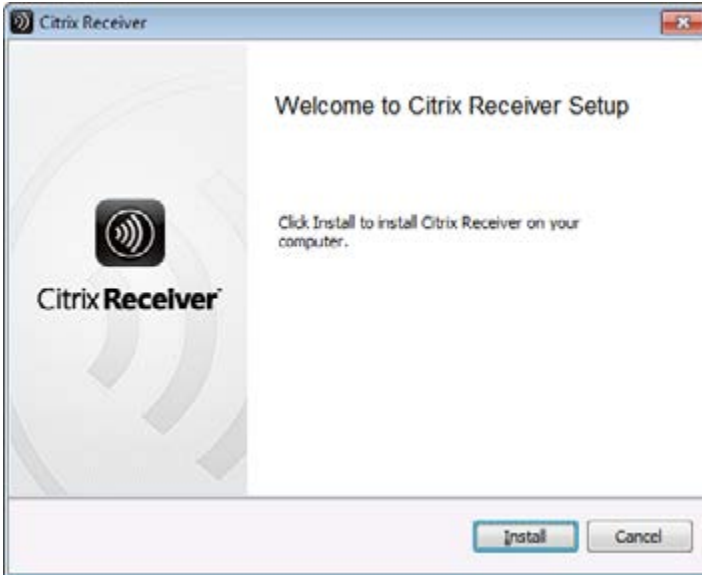 Citrix Receiver
Welcome to Citrix Receiver Setup
Click Install to install Citrix Receiver on your
computer.
Citrix Receiver™
Install
Cancel